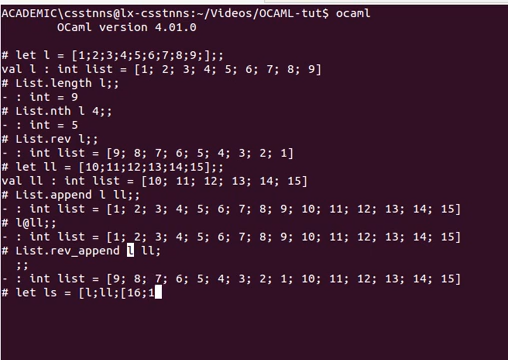 ACADEMIC\csstnns@lx-csstnns:~/Videos/OCAML-tut$ ocaml
OCaml version 4.01.0
# let l = [1;2;3;4;5;6;7;8;9;];;
val l : int list = [1; 2; 3; 4; 5; 6; 7; 8; 9]
# List.length l;;
- : int = 9
# List.nth l 4;;
- : int = 5
# List.rev l;;
- : int list = [9; 8; 7; 6; 5; 4; 3; 2; 1]
# let ll = [10;11;12;13;14;15];;
val ll : int list = [10; 11; 12; 13; 14; 15]
# List.append l ll;;
- : int list = [1; 2; 3; 4; 5; 6; 7; 8; 9; 10; 11; 12; 13; 14; 15]
# l@ll;;
- : int list = [1; 2; 3; 4; 5; 6; 7; 8; 9; 10; 11; 12; 13; 14; 15]
# List.rev_append l ll;
;;
- : int list = [9; 8; 7; 6; 5; 4; 3; 2; 1; 10; 11; 12; 13; 14; 15]
# let ls = [l;ll;[16;1